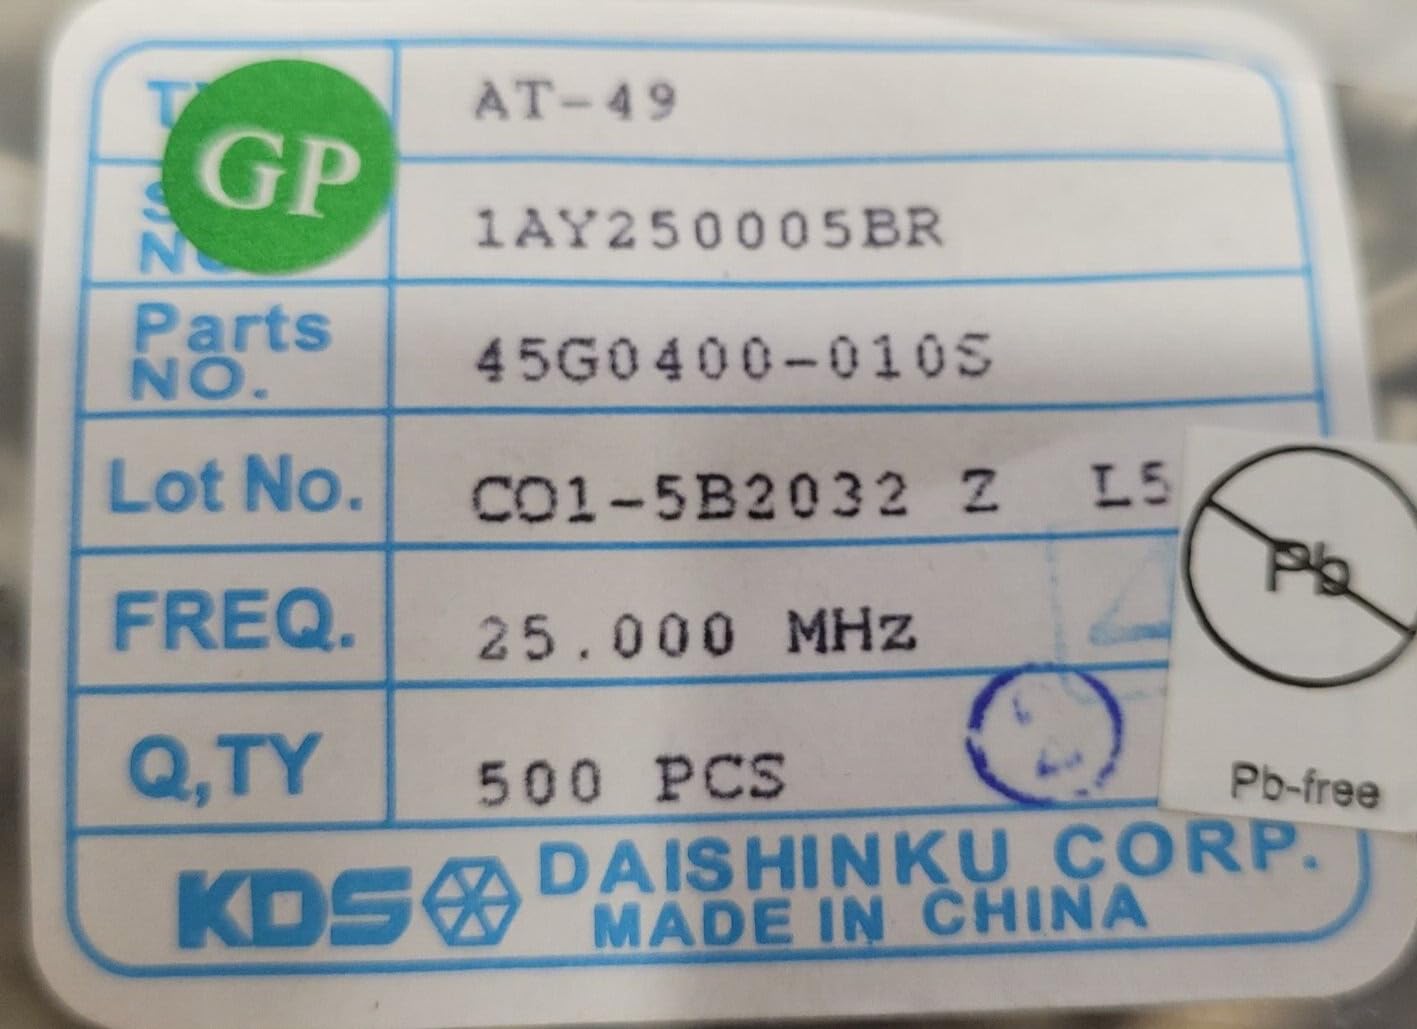 AT-49
GP
1AY250005BR
Parts
NO.
45G0400-010S
Lot No.
CO1-5B2032 Z L5
FREQ.
25.000 MHz
Q,TY
500 PCS
Pb
Pb-free
KDS DAISHINKU CORP.
MADE IN CHINA